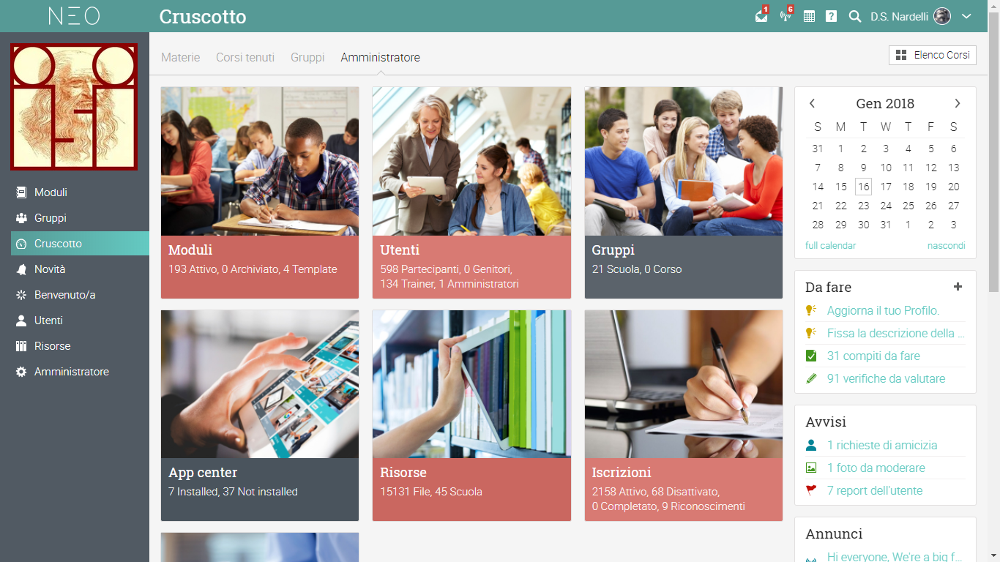 NEO
Cruscotto
1
6
?
D.S. Nardelli
Moduli
Gruppi
Cruscotto
Novità
Benvenuto/a
Utenti
Risorse
Amministratore
Materie
Corsi tenuti
Gruppi
Amministratore
Elenco Corsi
Moduli
193 Attivo, 0 Archiviato, 4 Template
Utenti
598 Partecipanti, 0 Genitori,
134 Trainer, 1 Amministratori
Gruppi
21 Scuola, 0 Corso
App center
7 Installed, 37 Not installed
Risorse
15131 File, 45 Scuola
Iscrizioni
2158 Attivo, 68 Disattivato,
0 Completato, 9 Riconoscimenti
Gen 2018
S M T W T F S
31 1 2 3 4 5 6
7 8 9 10 11 12 13
14 15 16 17 18 19 20
21 22 23 24 25 26 27
28 29 30 31 1 2 3
full calendar nascondi
Da fare
Aggiorna il tuo Profilo.
Fissa la descrizione della ...
31 compiti da fare
91 verifiche da valutare
Avvisi
1 richieste di amicizia
1 foto da moderare
7 report dell'utente
Annunci
Hi everyone, We're a big f...